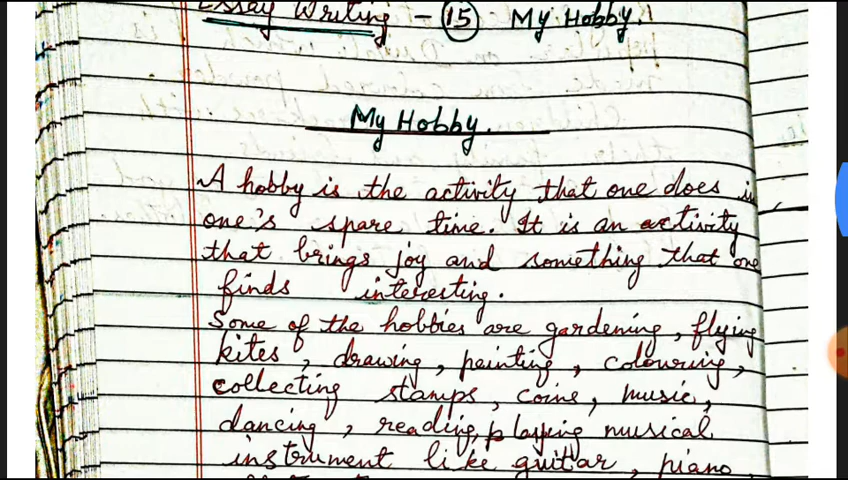 Essay Writing - 15 My Hobby.
My Hobby.
A hobby is the activity that one does in
one's spare time. It is an activity
that brings joy and something that one
finds interesting.
Some of the hobbies are gardening, flying
kites, drawing, painting, colouring,
collecting stamps, coins, music,
dancing, reading, playing musical
instrument like guitar, piano,